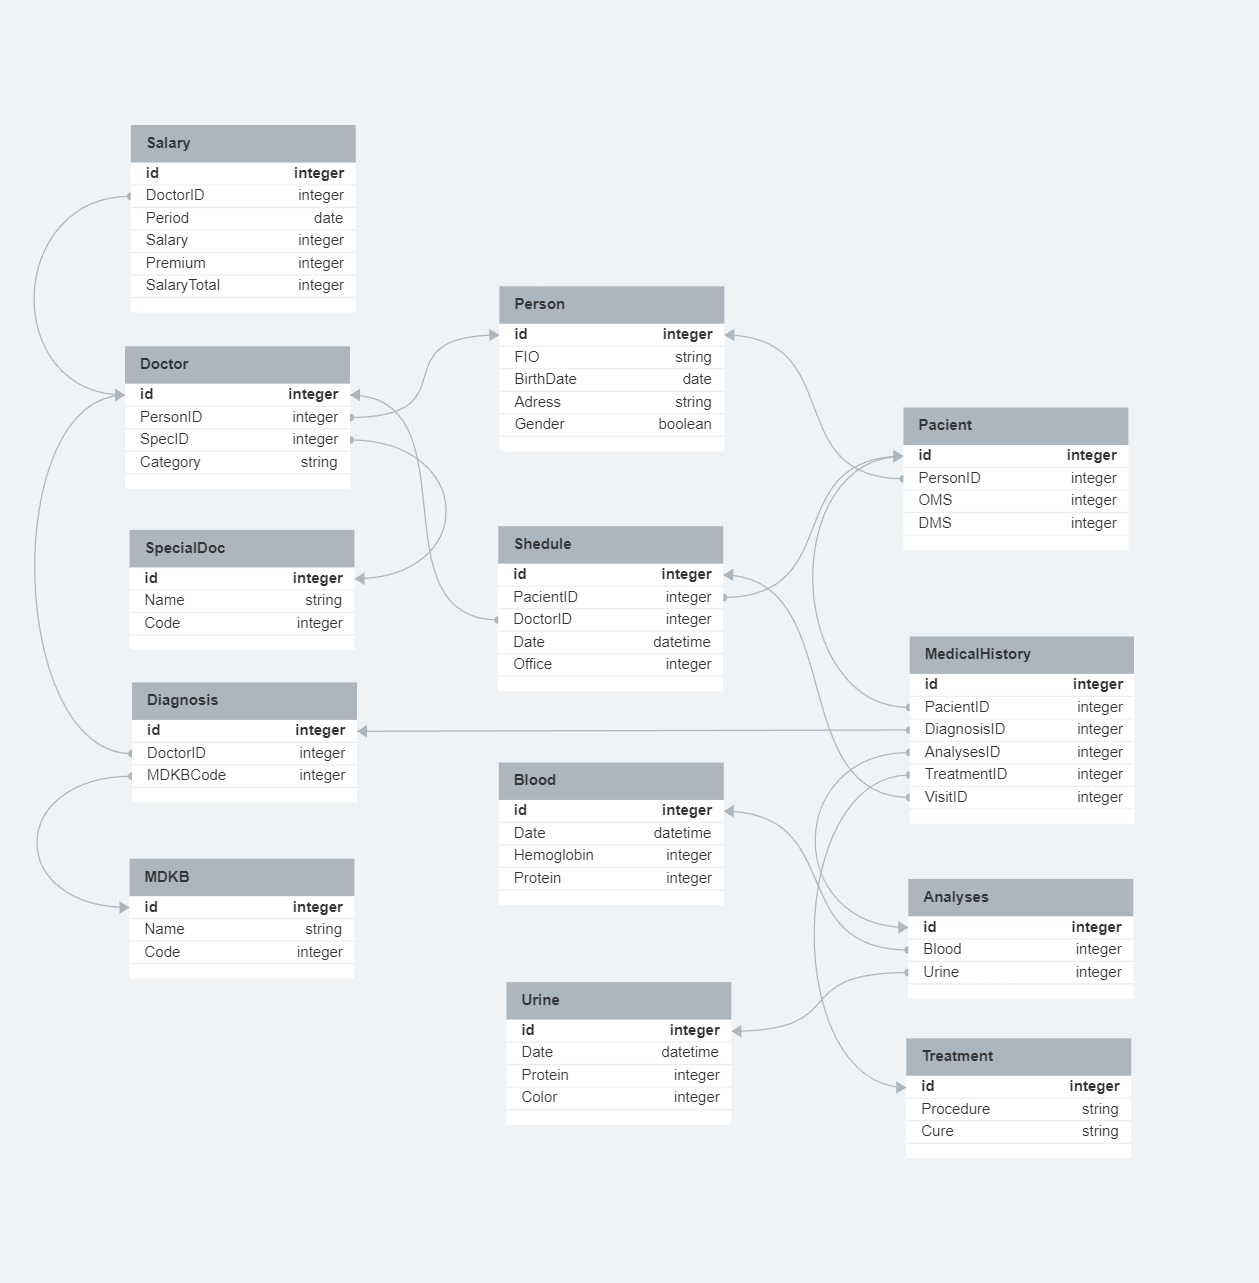 Salary
id integer
DoctorID integer
Period date
Salary integer
Premium integer
SalaryTotal integer
Doctor
id integer
PersonID integer
SpecID integer
Category string
SpecialDoc
id integer
Name string
Code integer
Diagnosis
id integer
DoctorID integer
MDKBCode integer
MDKB
id integer
Name string
Code integer
Person
id integer
FIO string
BirthDate date
Adress string
Gender boolean
Shedule
id integer
PacientID integer
DoctorID integer
Date datetime
Office integer
Blood
id integer
Date datetime
Hemoglobin integer
Protein integer
Urine
id integer
Date datetime
Protein integer
Color integer
Pacient
id integer
PersonID integer
OMS integer
DMS integer
MedicalHistory
id integer
PacientID integer
DiagnosisID integer
AnalysesID integer
TreatmentID integer
VisitID integer
Analyses
id integer
Blood integer
Urine integer
Treatment
id integer
Procedure string
Cure string